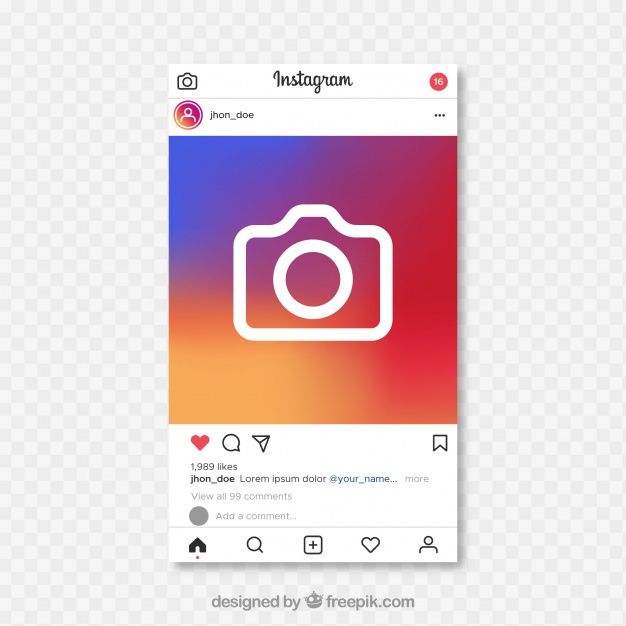 Instagram
16
jhon_doe
1,989 likes
jhon_doe Lorem ipsum dolor @your_name... more
View all 99 comments
Add a comment...
designed by freepik.com